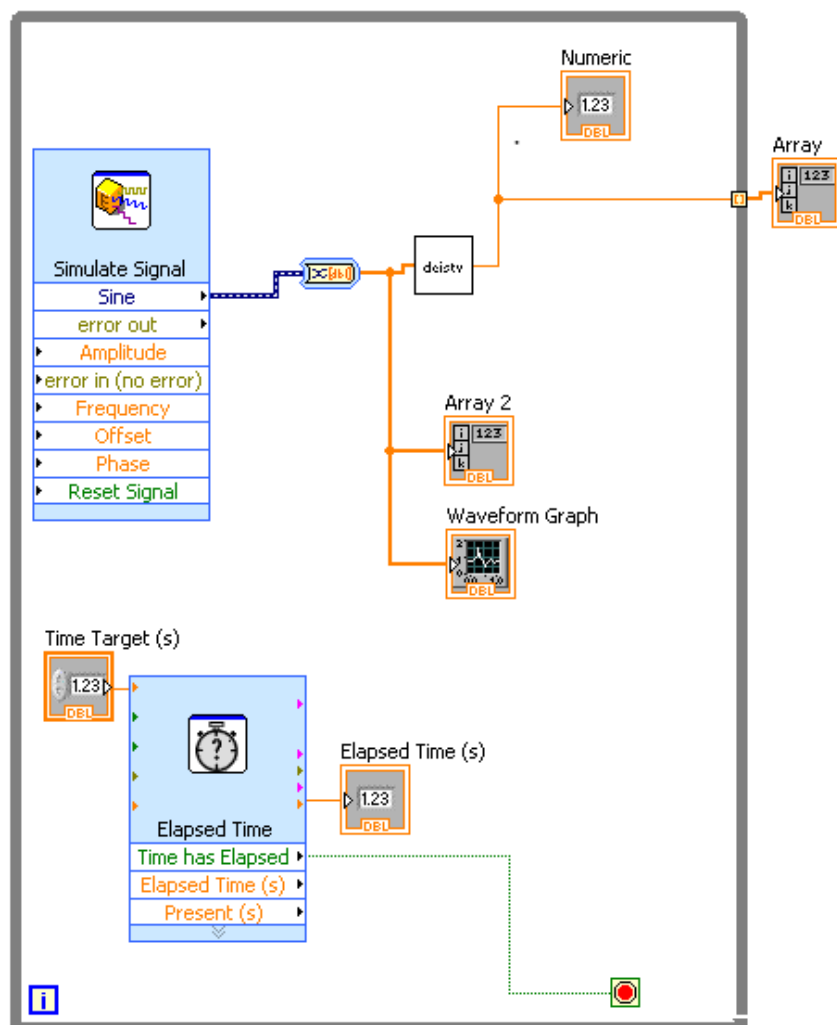 Numeric
1.23
DBL
Array
i
j
k
123
DBL
Simulate Signal
Sine
error out
Amplitude
error in (no error)
Frequency
Offset
Phase
Reset Signal
[dbl]
deistv
Array 2
i
j
k
123
DBL
Waveform Graph
DBL
Time Target (s)
1.23
DBL
?
Elapsed Time
Elapsed Time (s)
1.23
DBL
Time has Elapsed
Elapsed Time (s)
Present (s)
i